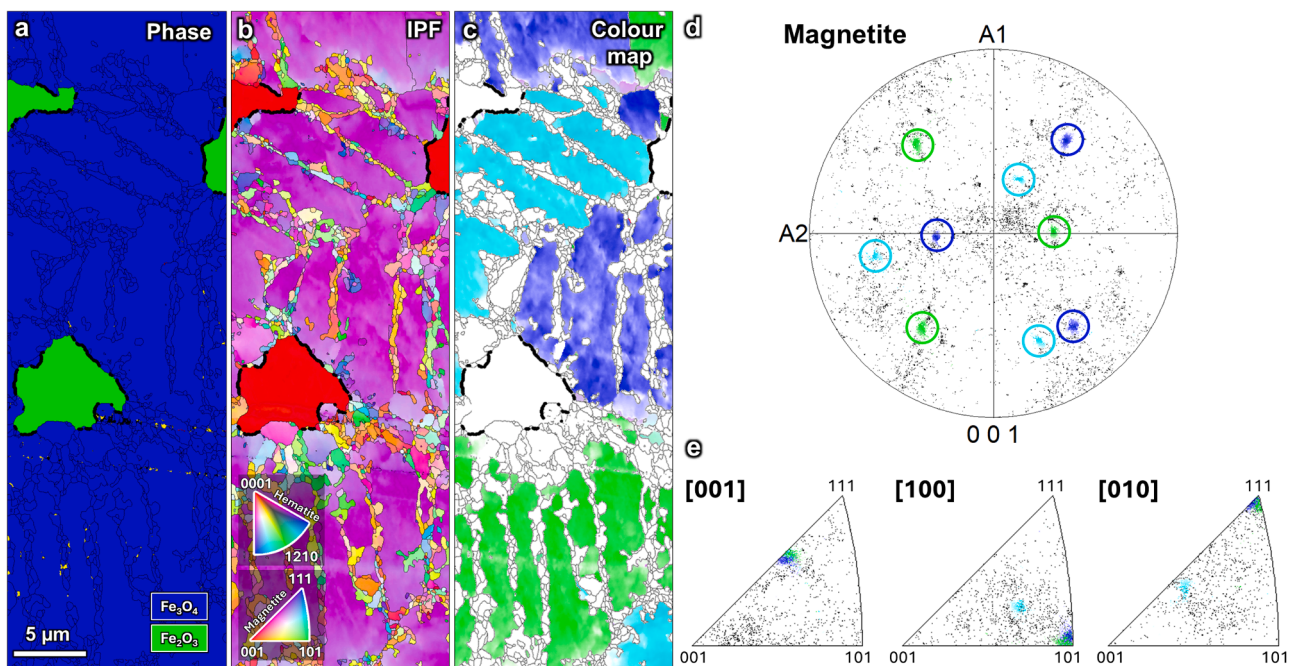 a
Phase
b
IPF
c
Colour
map
d
Magnetite
A1
A2
0 0 1
0001
Hematite
1210
111
Magnetite
001
101
Fe₃O₄
Fe₂O₃
5 µm
e
[001]
111
001
101
[100]
111
001
101
[010]
111
001
101